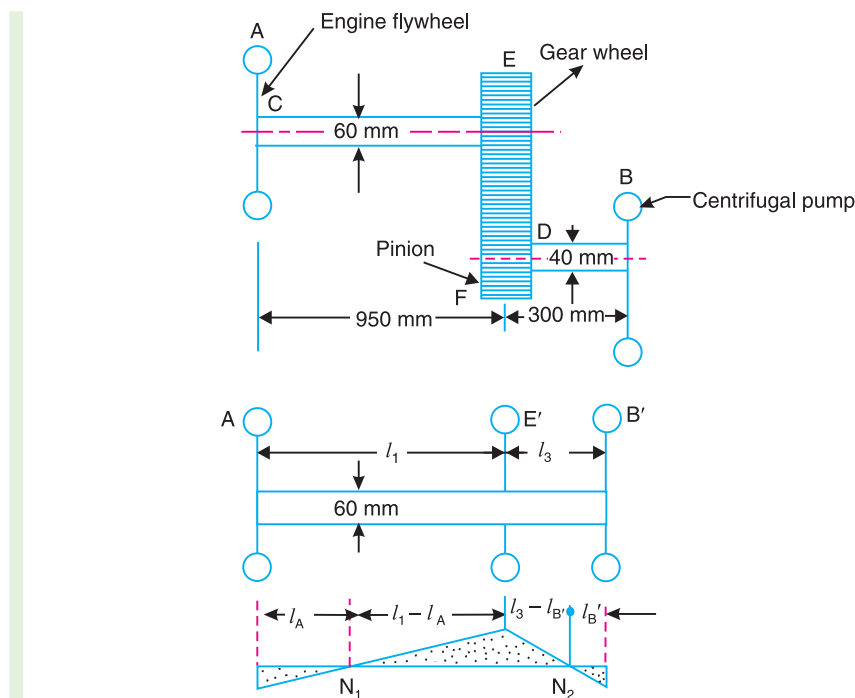 A
Engine flywheel
E
Gear wheel
C
60 mm
B
Centrifugal pump
D
Pinion
40 mm
F
950 mm
300 mm
A
E′
B′
l1
l3
60 mm
lA
l1 – lA
l3 – lB′
lB′
N1
N2